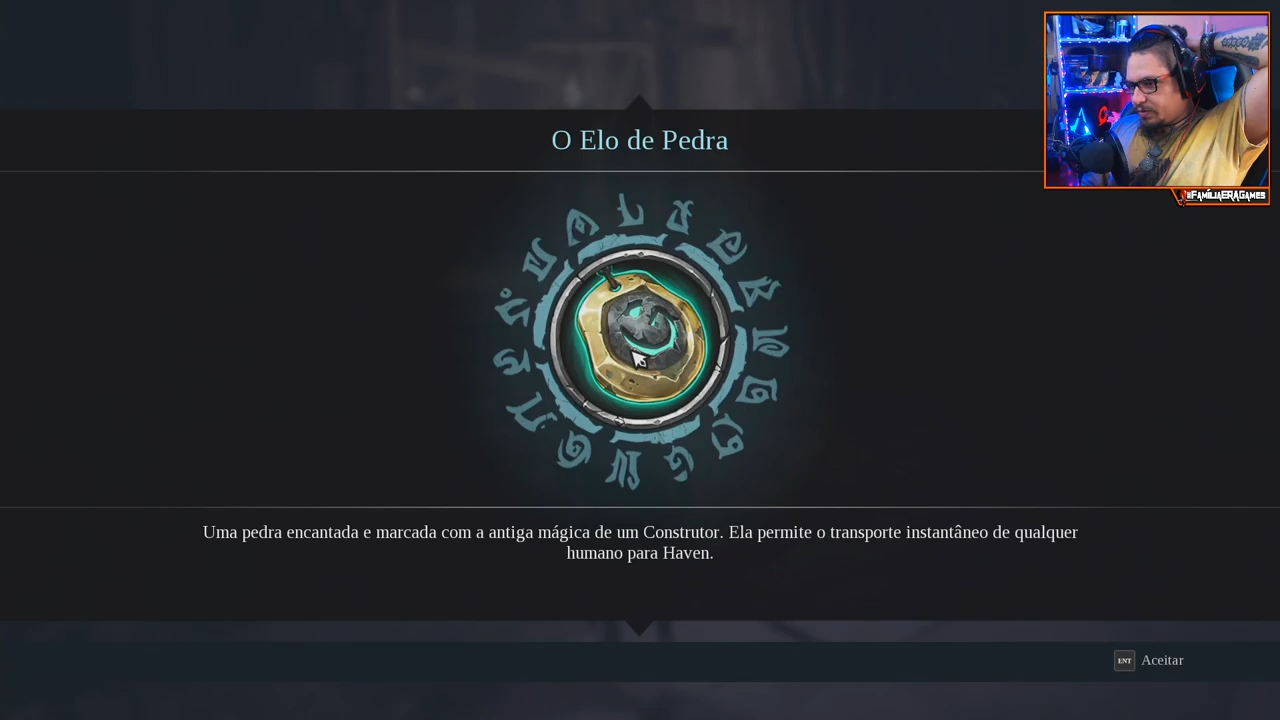 O Elo de Pedra
#FamíliaERAGames
Uma pedra encantada e marcada com a antiga mágica de um Construtor. Ela permite o transporte instantâneo de qualquer
humano para Haven.
ENT Aceitar